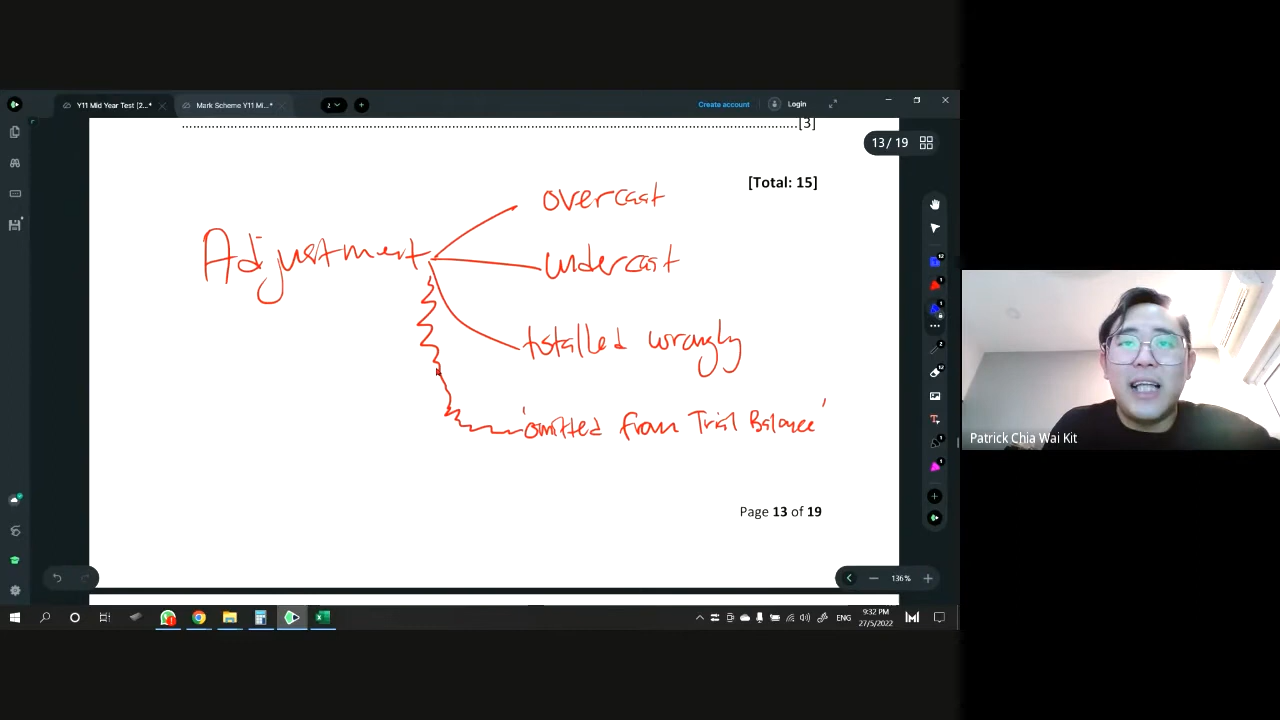 Y11 Mid Year Test [2...*
Mark Scheme Y11 Mi...*
2
Create account
Login
[3]
13/ 19
[Total: 15]
overcast
Adjustment
undercast
totalled wrongly
'omitted from Trial Balance'
Patrick Chia Wai Kit
Page 13 of 19
136%
ENG
9:32 PM
27/5/2022